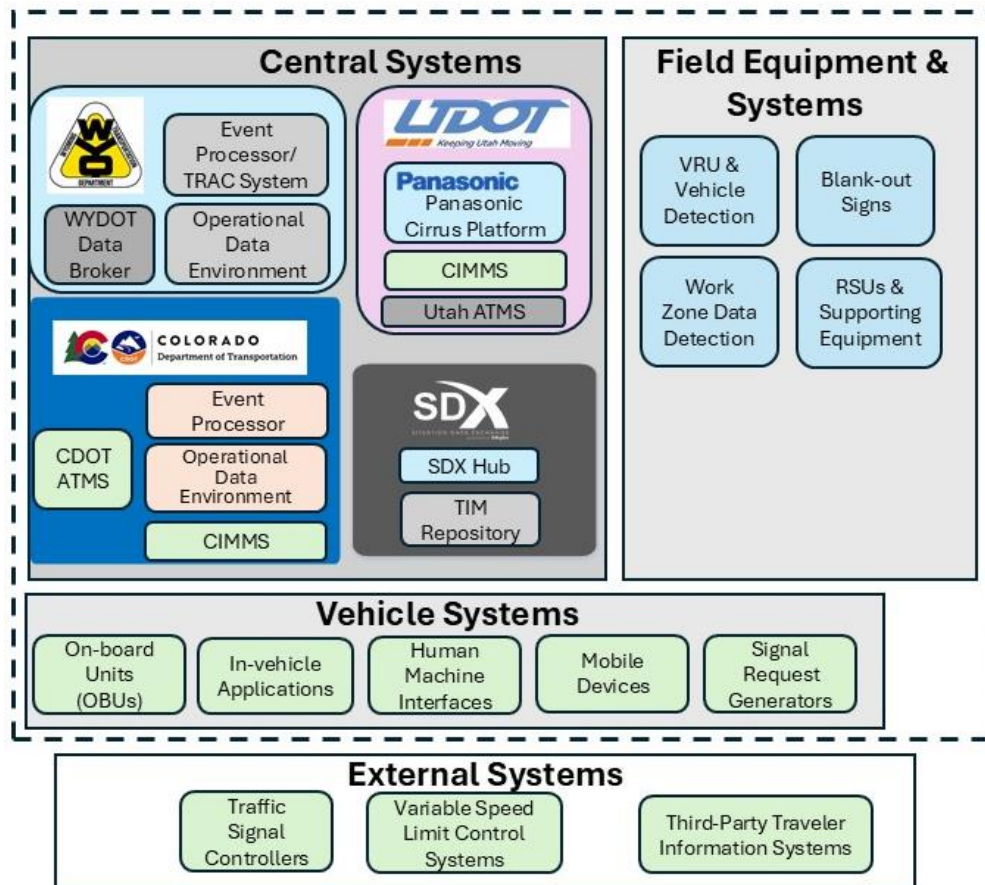 Central Systems
WYO
DEPARTMENT
Event
Processor/
TRAC System
WYDOT
Data
Broker
Operational
Data
Environment
UDOT
Keeping Utah Moving
Panasonic
Panasonic
Cirrus Platform
CIMMS
Utah ATMS
COLORADO
Department of Transportation
CDOT
ATMS
Event
Processor
Operational
Data
Environment
CIMMS
SDX
SDX Hub
TIM
Repository
Field Equipment &
Systems
VRU &
Vehicle
Detection
Blank-out
Signs
Work
Zone Data
Detection
RSUs &
Supporting
Equipment
Vehicle Systems
On-board
Units
(OBUs)
In-vehicle
Applications
Human
Machine
Interfaces
Mobile
Devices
Signal
Request
Generators
External Systems
Traffic
Signal
Controllers
Variable Speed
Limit Control
Systems
Third-Party Traveler
Information Systems